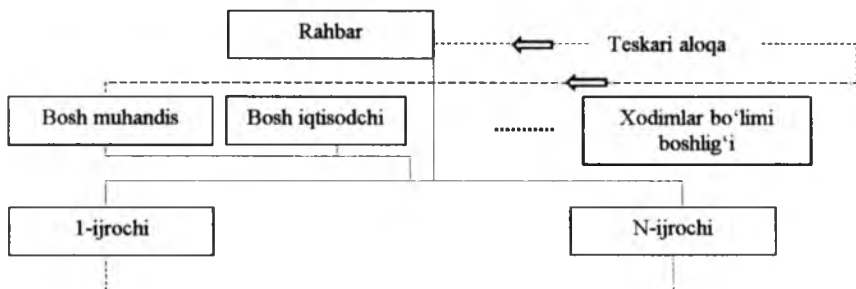 Rahbar
Teskari aloqa
Bosh muhandis
Bosh iqtisodchi
Xodimlar bo‘limi
boshlig‘i
1-ijrochi
N-ijrochi